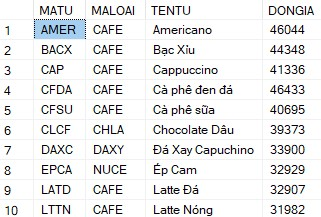 MATU MALOAI TENTU DONGIA
1 AMER CAFE Americano 46044
2 BACX CAFE Bạc Xỉu 44348
3 CAP CAFE Cappuccino 41336
4 CFDA CAFE Cà phê đen đá 46433
5 CFSU CAFE Cà phê sữa 40695
6 CLCF CHLA Chocolate Dâu 39373
7 DAXC DAXY Đá Xay Capuchino 33900
8 EPCA NUCE Ép Cam 32929
9 LATD CAFE Latte Đá 32907
10 LTTN CAFE Latte Nóng 31982